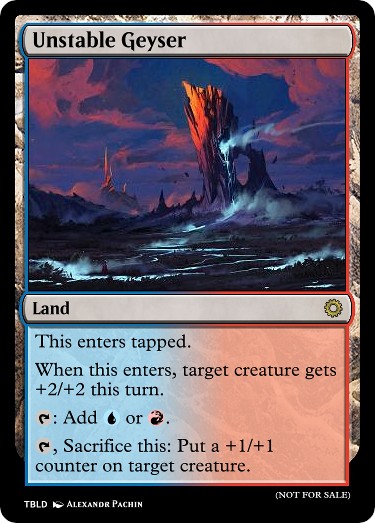 Unstable Geyser
Land
This enters tapped.
When this enters, target creature gets
+2/+2 this turn.
: Add or .
, Sacrifice this: Put a +1/+1
counter on target creature.
TBLD Alexandr Pachin
(NOT FOR SALE)